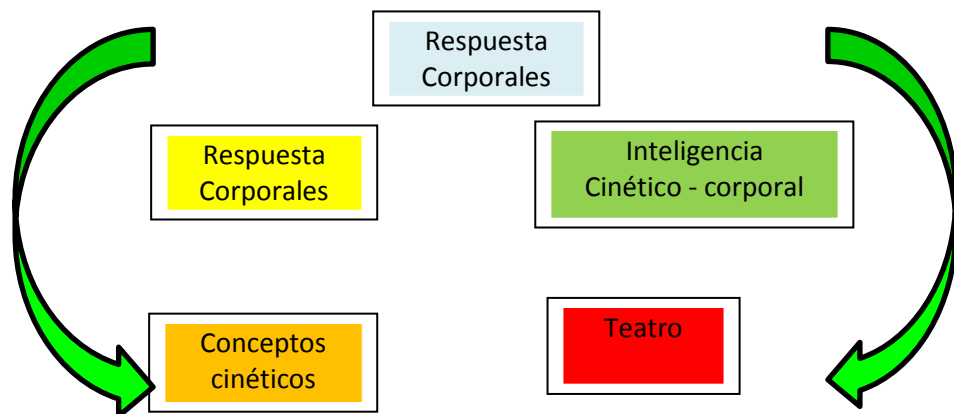 Respuesta
Corporales
Respuesta
Corporales
Inteligencia
Cinético - corporal
Conceptos
cinéticos
Teatro